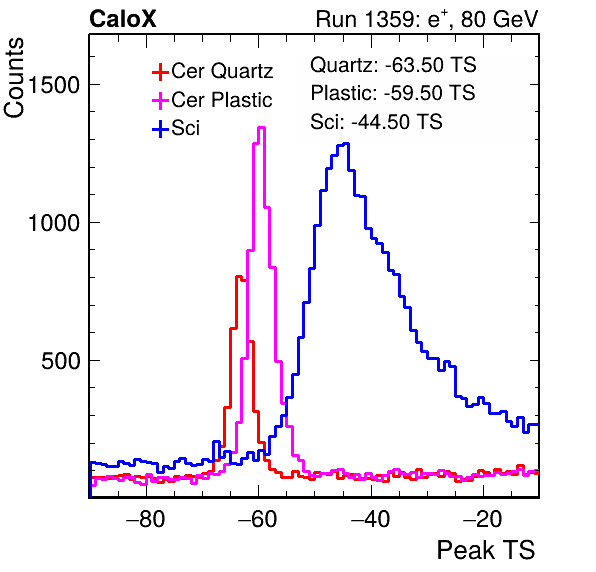 CaloX
Run 1359: e⁺, 80 GeV
Counts
Cer Quartz
Cer Plastic
Sci
Quartz: -63.50 TS
Plastic: -59.50 TS
Sci: -44.50 TS
1500
1000
500
−80 −60 −40 −20
Peak TS